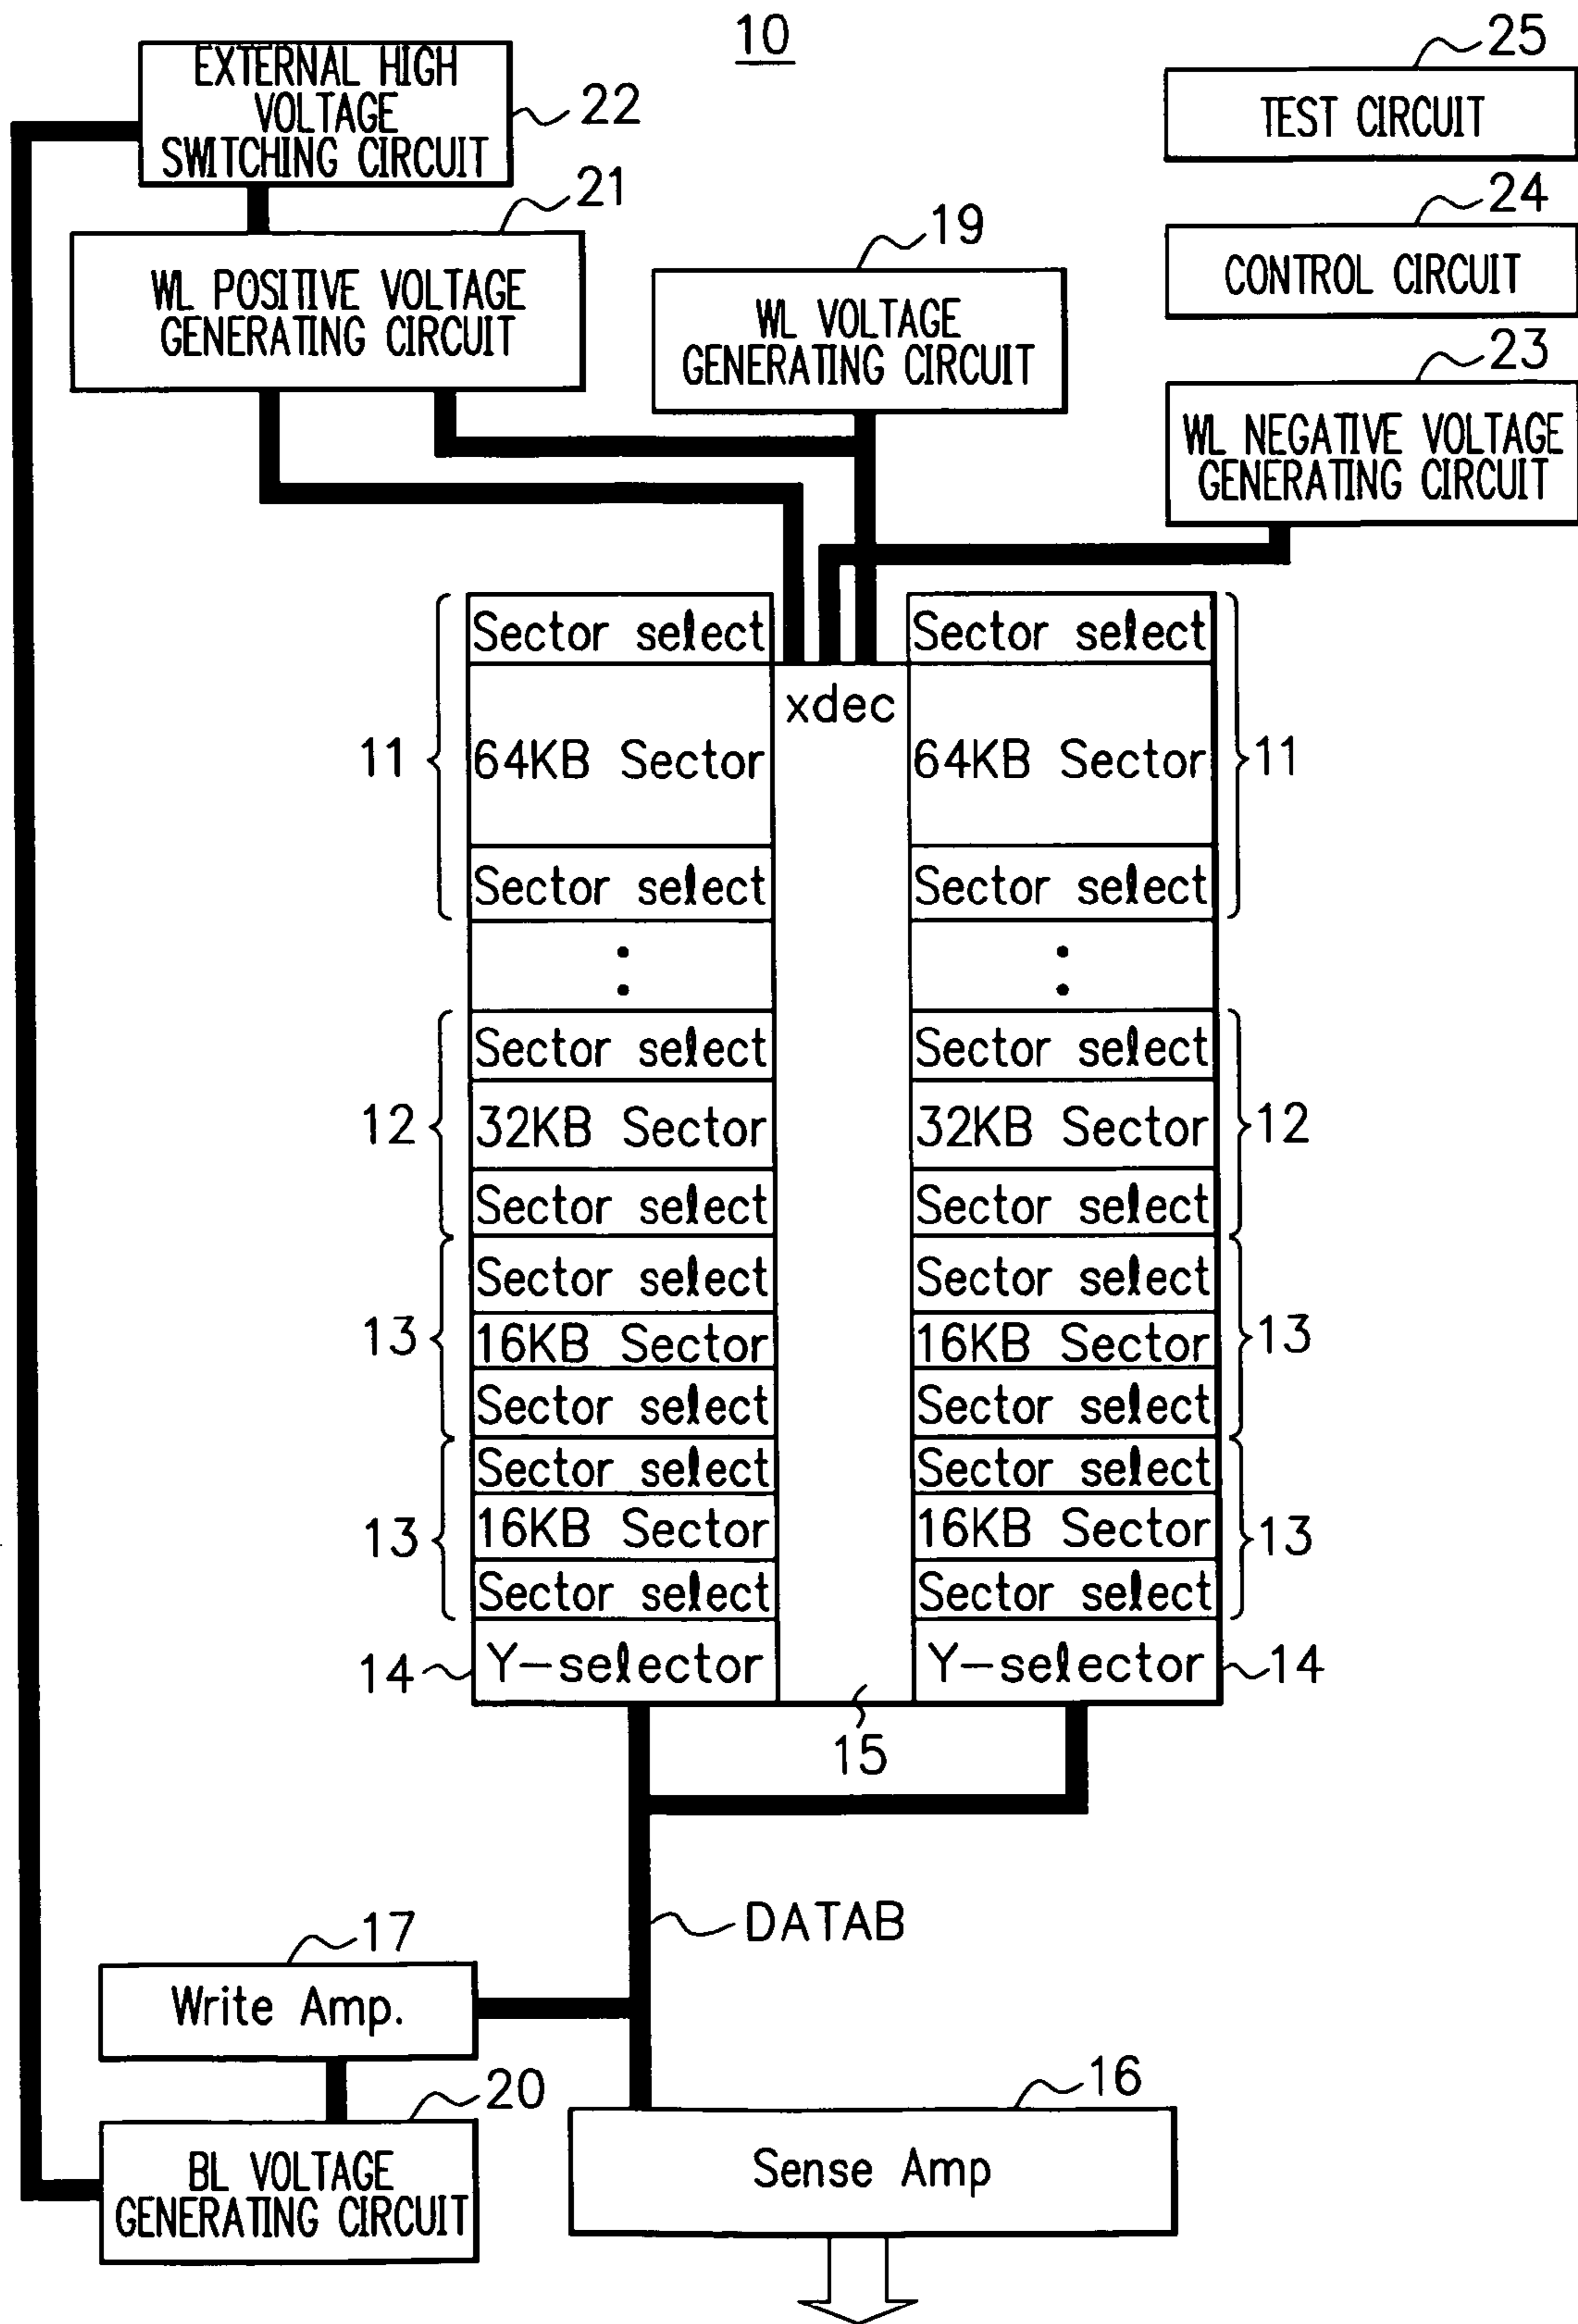 10
EXTERNAL HIGH
VOLTAGE
SWITCHING CIRCUIT
22
25
TEST CIRCUIT
21
WL POSITIVE VOLTAGE
GENERATING CIRCUIT
19
WL VOLTAGE
GENERATING CIRCUIT
24
CONTROL CIRCUIT
23
WL NEGATIVE VOLTAGE
GENERATING CIRCUIT
Sector select
Sector select
xdec
11
64KB Sector
64KB Sector
11
Sector select
Sector select
:
:
Sector select
Sector select
12
32KB Sector
32KB Sector
12
Sector select
Sector select
Sector select
Sector select
13
16KB Sector
16KB Sector
13
Sector select
Sector select
Sector select
Sector select
13
16KB Sector
16KB Sector
13
Sector select
Sector select
14
Y-selector
Y-selector
14
15
DATAB
17
Write Amp.
20
BL VOLTAGE
GENERATING CIRCUIT
16
Sense Amp